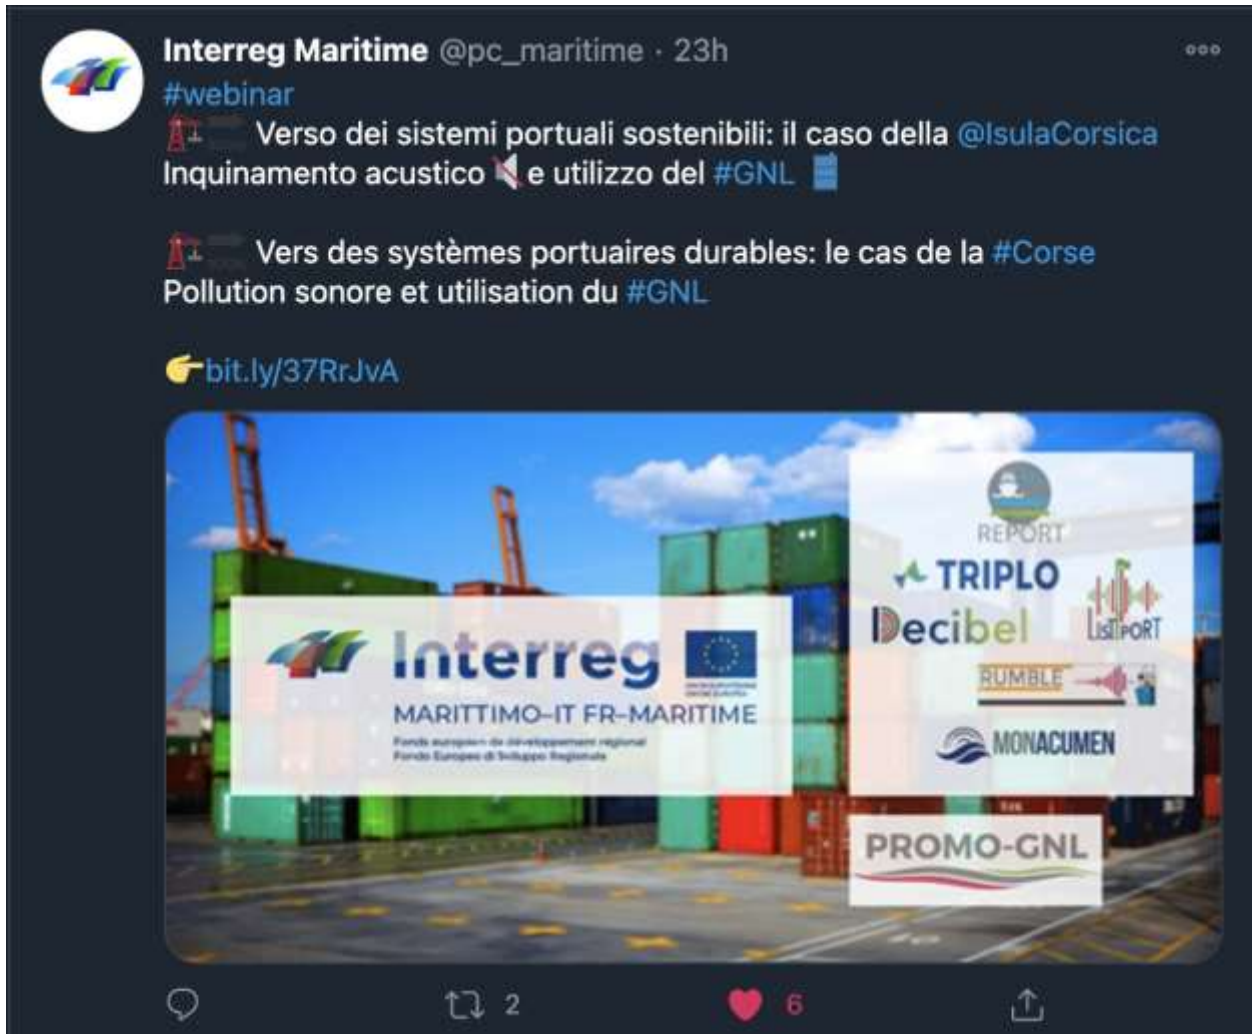 Interreg Maritime @pc_maritime · 23h
#webinar
Verso dei sistemi portuali sostenibili: il caso della @IsulaCorsica
Inquinamento acustico e utilizzo del #GNL
Vers des systèmes portuaires durables: le cas de la #Corse
Pollution sonore et utilisation du #GNL
👉bit.ly/37RrJvA
Interreg
MARITTIMO-IT FR-MARITIME
Fonds européen de développement régional
Fondo Europeo di Sviluppo Regionale
REPORT
TRIPLO
Decibel
LISTPORT
RUMBLE
MONACUMEN
PROMO-GNL
2
6